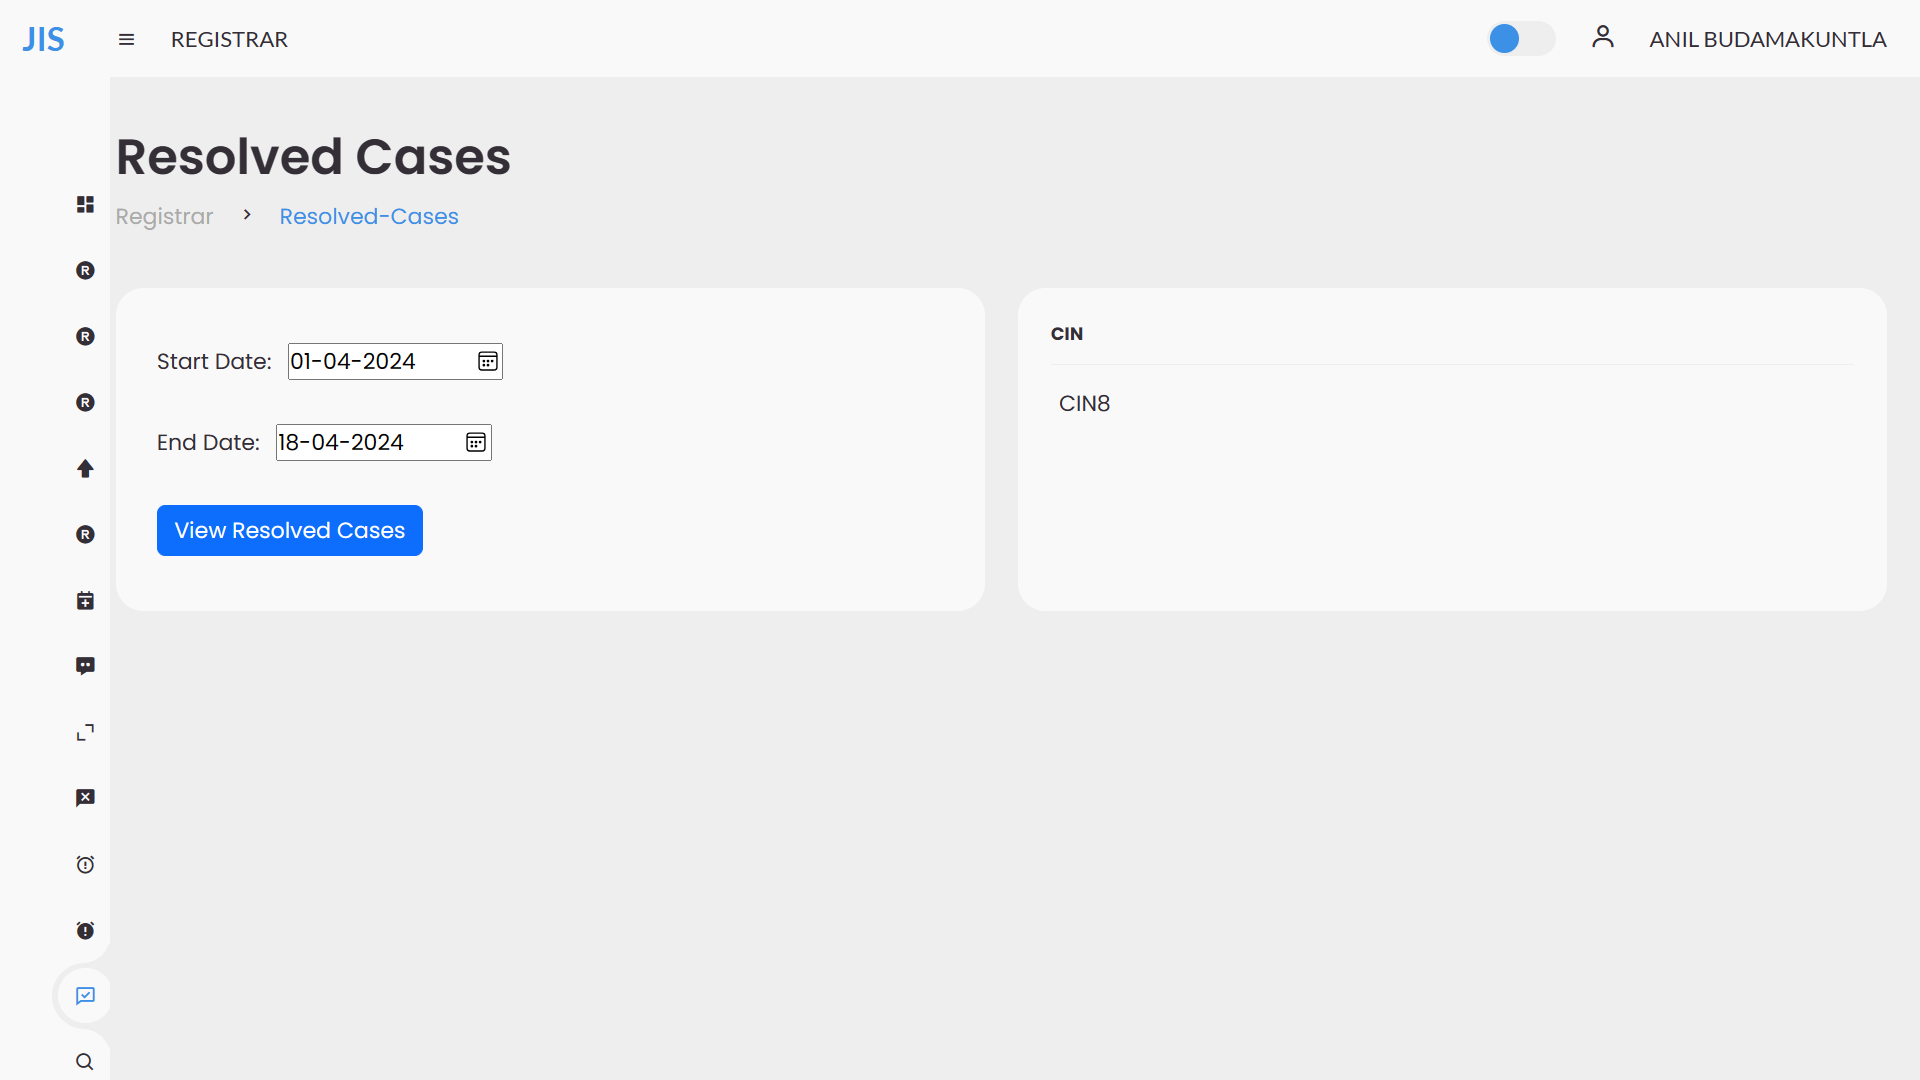 JIS
REGISTRAR
ANIL BUDAMAKUNTLA
Resolved Cases
Registrar
Resolved-Cases
Start Date: 01-04-2024
End Date: 18-04-2024
View Resolved Cases
CIN
CIN8
R
R
R
R